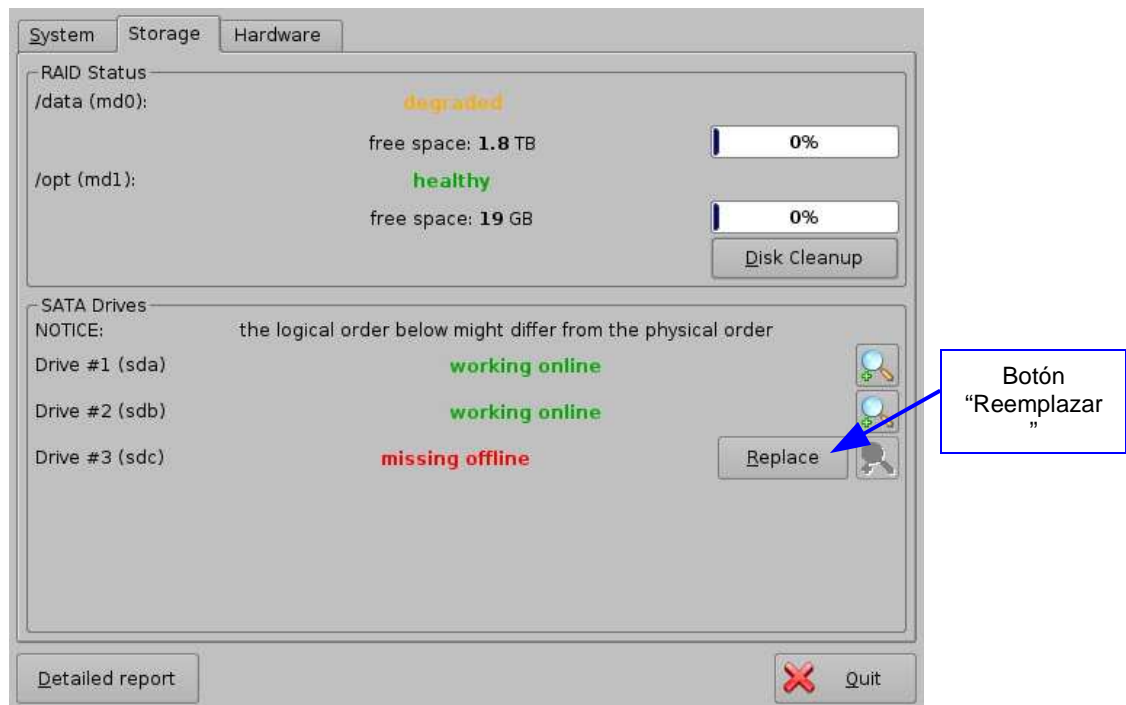 System Storage Hardware
RAID Status
/data (md0): degraded
free space: 1.8 TB 0%
/opt (md1): healthy
free space: 19 GB 0%
Disk Cleanup
SATA Drives
NOTICE: the logical order below might differ from the physical order
Drive #1 (sda) working online
Drive #2 (sdb) working online
Drive #3 (sdc) missing offline Replace
Detailed report Quit
Botón
“Reemplazar
”